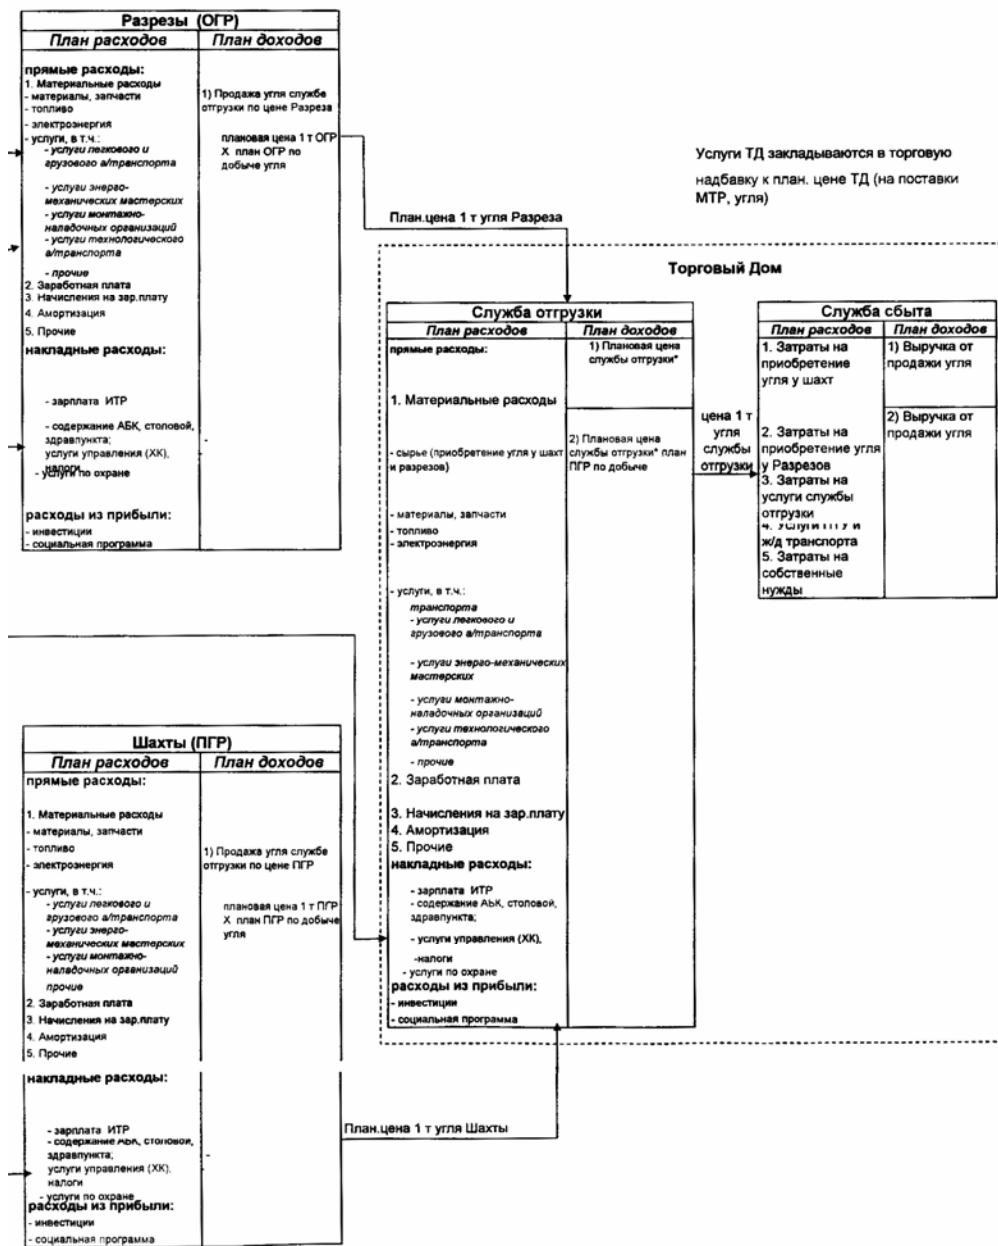 Разрезы (ОГР)
План расходов
План доходов
прямые расходы:
1. Материальные расходы
- материалы, запчасти
- топливо
- электроэнергия
- услуги, в т.ч.:
- услуги легкового и
грузового а/транспорта
- услуги энерго-
механических мастерских
- услуги монтажно-
наладочных организаций
- услуги технологического
а/транспорта
- прочие
2. Заработная плата
3. Начисления на зар.плату
4. Амортизация
5. Прочие
накладные расходы:
- зарплата ИТР
- содержание АБК, столовой,
здравпункта;
услуги управления (ХК),
налоги
- услуги по охране
расходы из прибыли:
- инвестиции
- социальная программа
1) Продажа угля службе
отгрузки по цене Разреза
плановая цена 1 т ОГР
X план ОГР по
добыче угля
-
План.цена 1 т угля Разреза
Услуги ТД закладываются в торговую
надбавку к план. цене ТД (на поставки
МТР, угля)
Торговый Дом
Служба отгрузки
План расходов
План доходов
прямые расходы:
1. Материальные расходы
- сырье (приобретение угля у шахт
и разрезов)
- материалы, запчасти
- топливо
- электроэнергия
- услуги, в т.ч.:
транспорта
- услуги легкового и
грузового а/транспорта
- услуги энерго-механических
мастерских
- услуги монтажно-
наладочных организаций
- услуги технологического
а/транспорта
- прочие
2. Заработная плата
3. Начисления на зар.плату
4. Амортизация
5. Прочие
накладные расходы:
- зарплата ИТР
- содержание АБК, столовой,
здравпункта;
- услуги управления (ХК),
-налоги
- услуги по охране
расходы из прибыли:
- инвестиции
- социальная программа
1) Плановая цена
службы отгрузки*
2) Плановая цена
службы отгрузки* план
ПГР по добыче
цена 1 т
угля
службы
отгрузки
Служба сбыта
План расходов
План доходов
1. Затраты на
приобретение
угля у шахт
2. Затраты на
приобретение угля
у Разрезов
3. Затраты на
услуги службы
отгрузки
4. Услуги ПТУ и
ж/д транспорта
5. Затраты на
собственные
нужды
1) Выручка от
продажи угля
2) Выручка от
продажи угля
Шахты (ПГР)
План расходов
План доходов
прямые расходы:
1. Материальные расходы
- материалы, запчасти
- топливо
- электроэнергия
- услуги, в т.ч.:
- услуги легкового и
грузового а/транспорта
- услуги энерго-
механических мастерских
- услуги монтажно-
наладочных организаций
прочие
2. Заработная плата
3. Начисления на зар.плату
4. Амортизация
5. Прочие
накладные расходы:
- зарплата ИТР
- содержание АБК, столовой,
здравпункта;
услуги управления (ХК),
налоги
- услуги по охране
расходы из прибыли:
- инвестиции
- социальная программа
1) Продажа угля службе
отгрузки по цене ПГР
плановая цена 1 т ПГР
X план ПГР по добыче
угля
-
План.цена 1 т угля Шахты